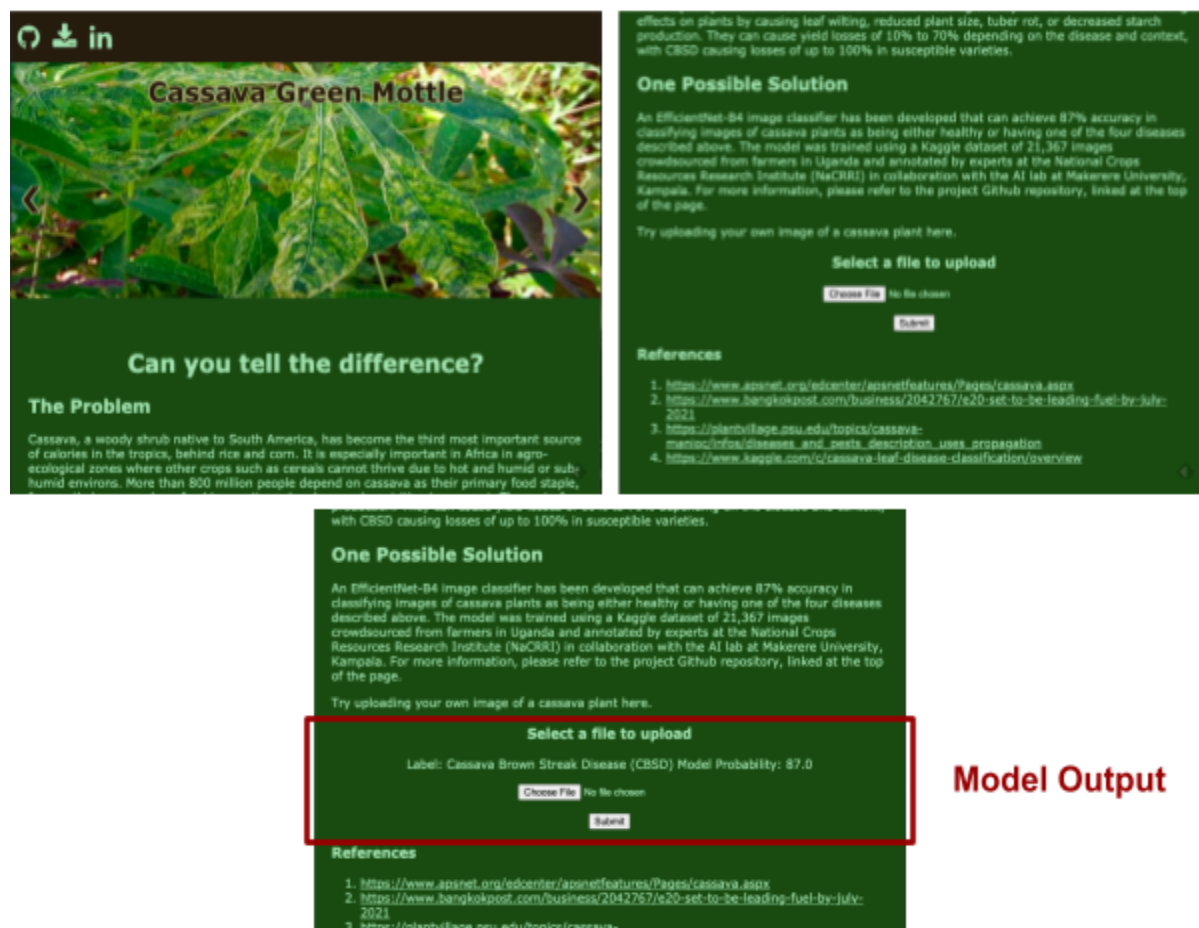 in
Cassava Green Mottle
Can you tell the difference?
The Problem
Cassava, a woody shrub native to South America, has become the third most important source
of calories in the tropics, behind rice and corn. It is especially important in Africa in agro-
ecological zones where other crops such as cereals cannot thrive due to hot and humid or sub-
humid environs. More than 800 million people depend on cassava as their primary food staple,
effects on plants by causing leaf wilting, reduced plant size, tuber rot, or decreased starch
production. They can cause yield losses of 10% to 70% depending on the disease and context,
with CBSD causing losses of up to 100% in susceptible varieties.
One Possible Solution
An EfficientNet-B4 image classifier has been developed that can achieve 87% accuracy in
classifying images of cassava plants as being either healthy or having one of the four diseases
described above. The model was trained using a Kaggle dataset of 21,367 images
crowdsourced from farmers in Uganda and annotated by experts at the National Crops
Resources Research Institute (NaCRRI) in collaboration with the AI lab at Makerere University,
Kampala. For more information, please refer to the project Github repository, linked at the top
of the page.
Try uploading your own image of a cassava plant here.
Select a file to upload
Choose File No file chosen
Submit
References
1. https://www.apsnet.org/edcenter/apsnetfeatures/Pages/cassava.aspx
2. https://www.bangkokpost.com/business/2042767/e20-set-to-be-leading-fuel-by-july-
2021
3. https://plantvillage.psu.edu/topics/cassava-
manioc/infos/diseases_and_pests_description_uses_propagation
4. https://www.kaggle.com/c/cassava-leaf-disease-classification/overview
with CBSD causing losses of up to 100% in susceptible varieties.
One Possible Solution
An EfficientNet-B4 image classifier has been developed that can achieve 87% accuracy in
classifying images of cassava plants as being either healthy or having one of the four diseases
described above. The model was trained using a Kaggle dataset of 21,367 images
crowdsourced from farmers in Uganda and annotated by experts at the National Crops
Resources Research Institute (NaCRRI) in collaboration with the AI lab at Makerere University,
Kampala. For more information, please refer to the project Github repository, linked at the top
of the page.
Try uploading your own image of a cassava plant here.
Select a file to upload
Label: Cassava Brown Streak Disease (CBSD) Model Probability: 87.0
Choose File No file chosen
Submit
Model Output
References
1. https://www.apsnet.org/edcenter/apsnetfeatures/Pages/cassava.aspx
2. https://www.bangkokpost.com/business/2042767/e20-set-to-be-leading-fuel-by-july-
2021
3. https://plantvillage.psu.edu/topics/cassava-